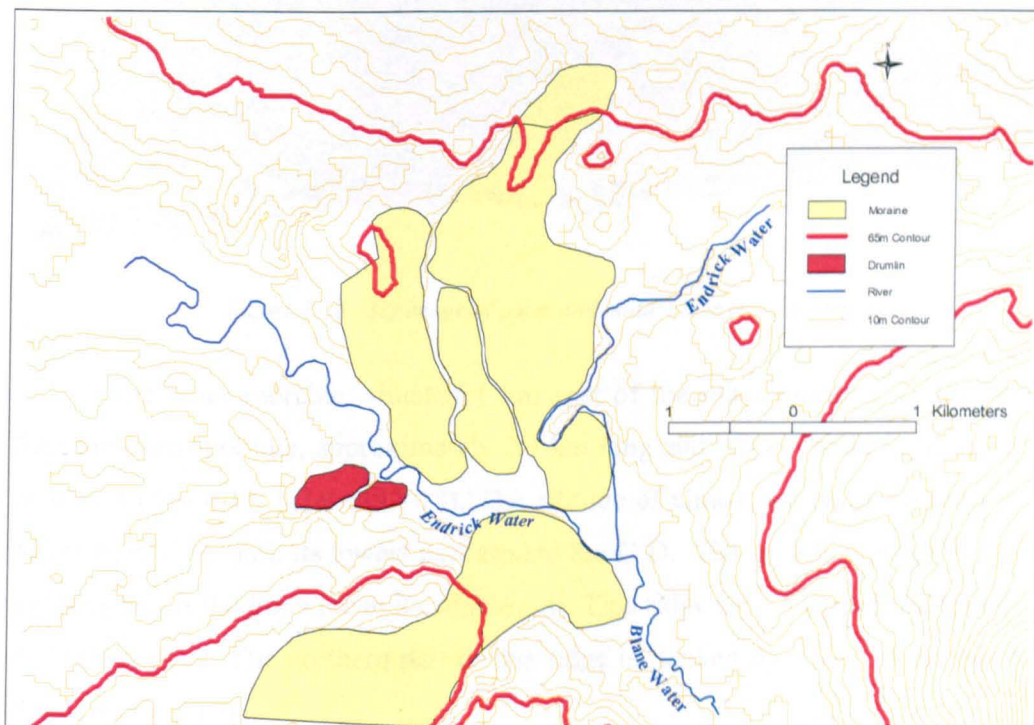 N
Legend
Moraine
65m Contour
Drumlin
River
10m Contour
Endrick Water
1 0 1 Kilometers
Endrick Water
Blane Water